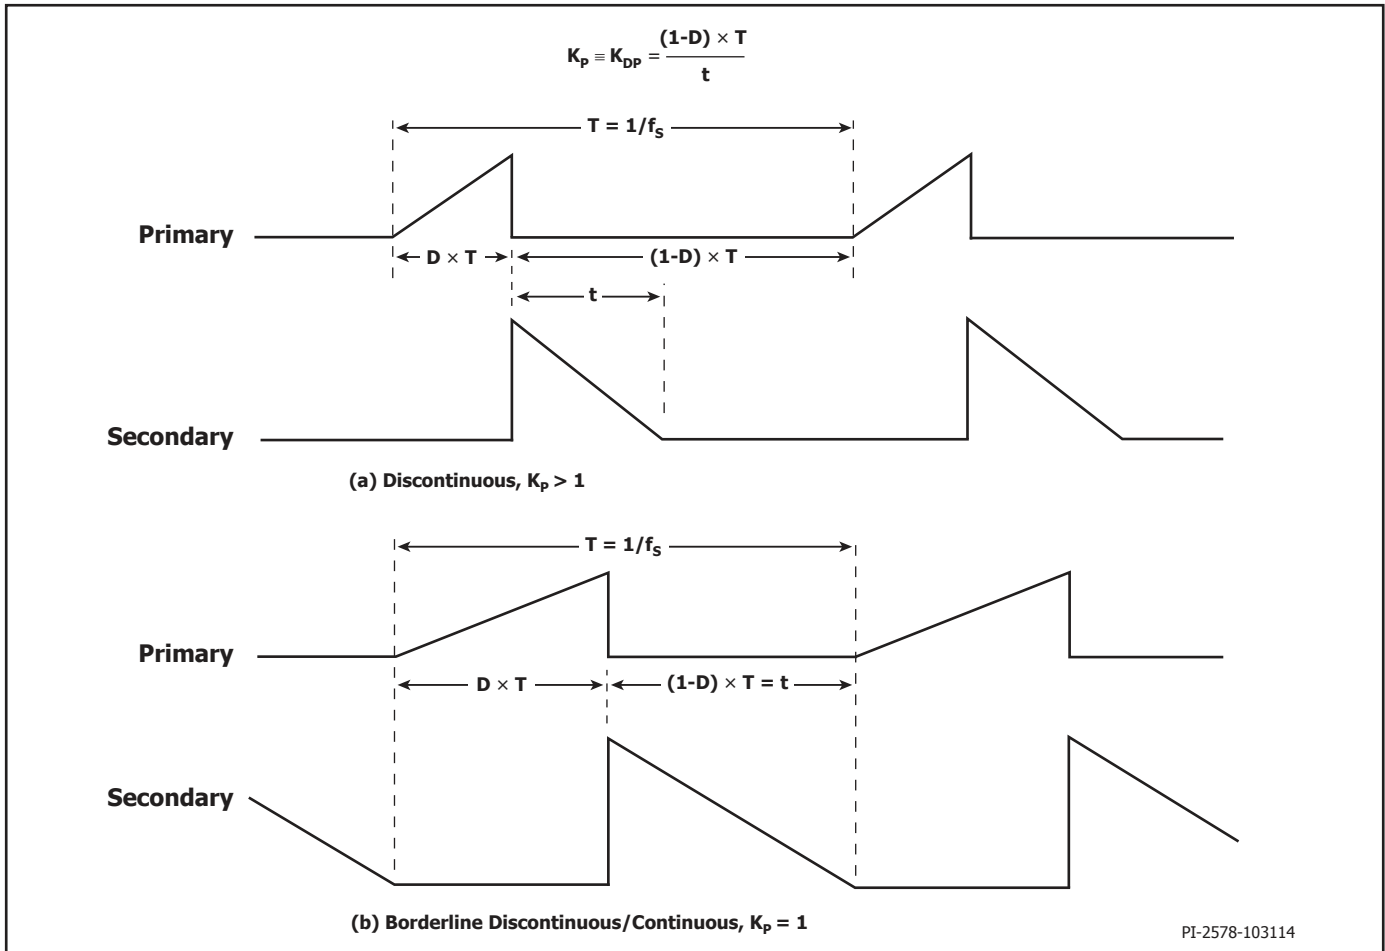 K_P ≡ K_DP = (1-D) × T / t
T = 1/f_S
Primary
D × T
(1-D) × T
t
Secondary
(a) Discontinuous, K_P > 1
T = 1/f_S
Primary
D × T
(1-D) × T = t
Secondary
(b) Borderline Discontinuous/Continuous, K_P = 1
PI-2578-103114